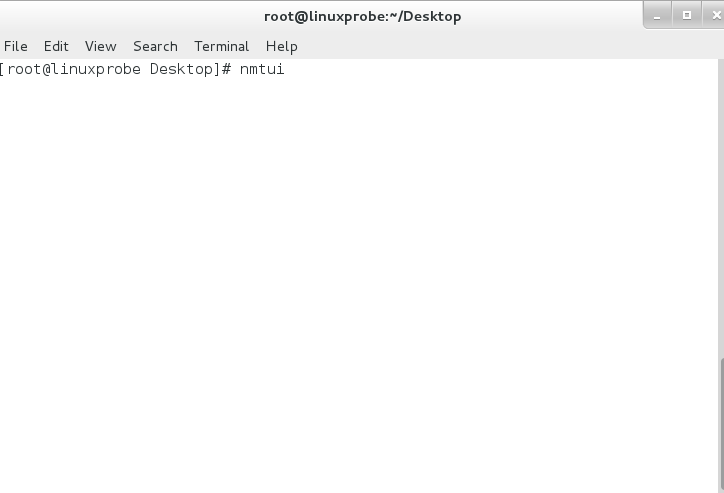 root@linuxprobe:~/Desktop
File Edit View Search Terminal Help
[root@linuxprobe Desktop]# nmtui